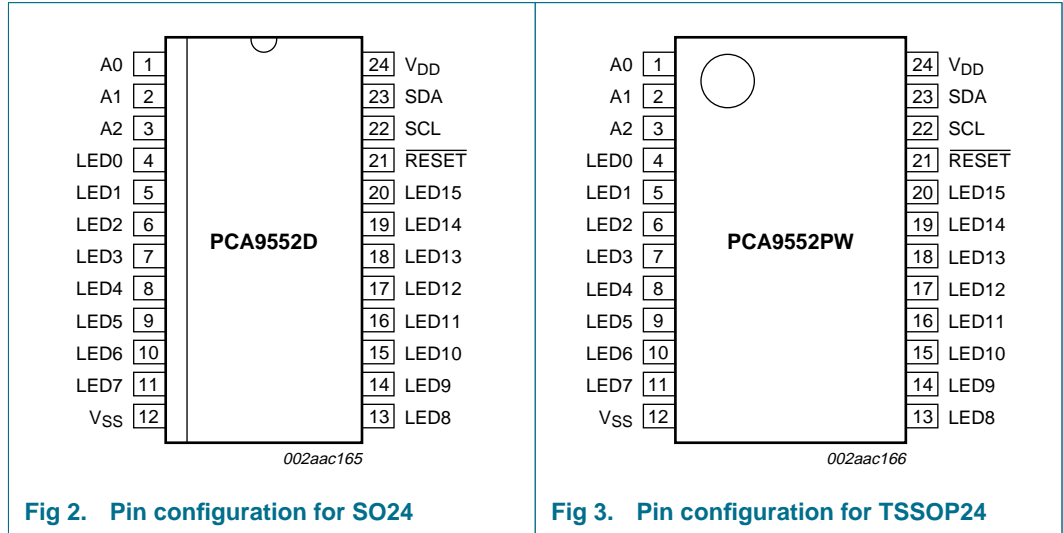 A0 1 24 VDD
A1 2 23 SDA
A2 3 22 SCL
LED0 4 21 RESET
LED1 5 20 LED15
LED2 6 19 LED14
LED3 7 18 LED13
PCA9552D
LED4 8 17 LED12
LED5 9 16 LED11
LED6 10 15 LED10
LED7 11 14 LED9
VSS 12 13 LED8
002aac165
Fig 2. Pin configuration for SO24
A0 1 24 VDD
A1 2 23 SDA
A2 3 22 SCL
LED0 4 21 RESET
LED1 5 20 LED15
LED2 6 19 LED14
PCA9552PW
LED3 7 18 LED13
LED4 8 17 LED12
LED5 9 16 LED11
LED6 10 15 LED10
LED7 11 14 LED9
VSS 12 13 LED8
002aac166
Fig 3. Pin configuration for TSSOP24